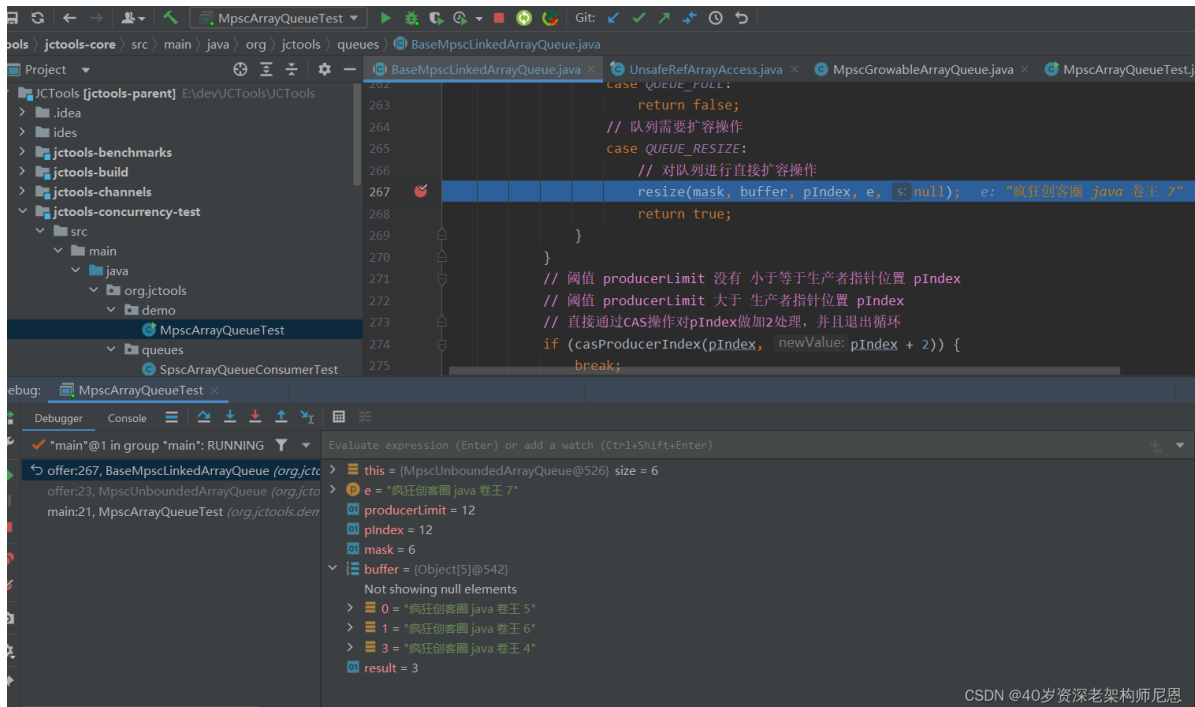 MpscArrayQueueTest
Git:
ools 〉 jctools-core 〉 src 〉 main 〉 java 〉 org 〉 jctools 〉 queues 〉 BaseMpscLinkedArrayQueue.java
Project
BaseMpscLinkedArrayQueue.java × UnsafeRefArrayAccess.java × MpscGrowableArrayQueue.java × MpscArrayQueueTest.j
JCTools [jctools-parent] E:\dev\JCTools\JCTools
.idea
ides
jctools-benchmarks
jctools-build
jctools-channels
jctools-concurrency-test
src
main
java
org.jctools
demo
MpscArrayQueueTest
queues
SpscArrayQueueConsumerTest
262 case QUEUE_FULL:
263 return false;
264 // 队列需要扩容操作
265 case QUEUE_RESIZE:
266 // 对队列进行直接扩容操作
267 resize(mask, buffer, pIndex, e, s: null); e: "疯狂创客圈 java 卷王 7"
268 return true;
269 }
270 }
271 // 阈值 producerLimit 没有 小于等于生产者指针位置 pIndex
272 // 阈值 producerLimit 大于 生产者指针位置 pIndex
273 // 直接通过CAS操作对pIndex做加2处理，并且退出循环
274 if (casProducerIndex(pIndex, newValue: pIndex + 2)) {
275 break;
ebug: MpscArrayQueueTest ×
Debugger Console
"main"@1 in group "main": RUNNING
Evaluate expression (Enter) or add a watch (Ctrl+Shift+Enter)
offer:267, BaseMpscLinkedArrayQueue (org.jctc
offer:23, MpscUnboundedArrayQueue (org.jcto
main:21, MpscArrayQueueTest (org.jctools.dem
this = {MpscUnboundedArrayQueue@526} size = 6
e = "疯狂创客圈 java 卷王 7"
producerLimit = 12
pIndex = 12
mask = 6
buffer = {Object[5]@542}
Not showing null elements
0 = "疯狂创客圈 java 卷王 5"
1 = "疯狂创客圈 java 卷王 6"
3 = "疯狂创客圈 java 卷王 4"
result = 3
CSDN @40岁资深老架构师尼恩